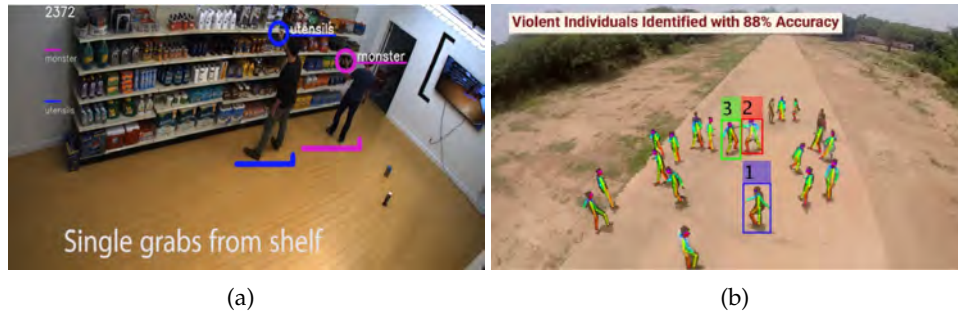 2372
utensils
monster
monster
utensils
Single grabs from shelf
(a)
Violent Individuals Identified with 88% Accuracy
3
2
1
(b)